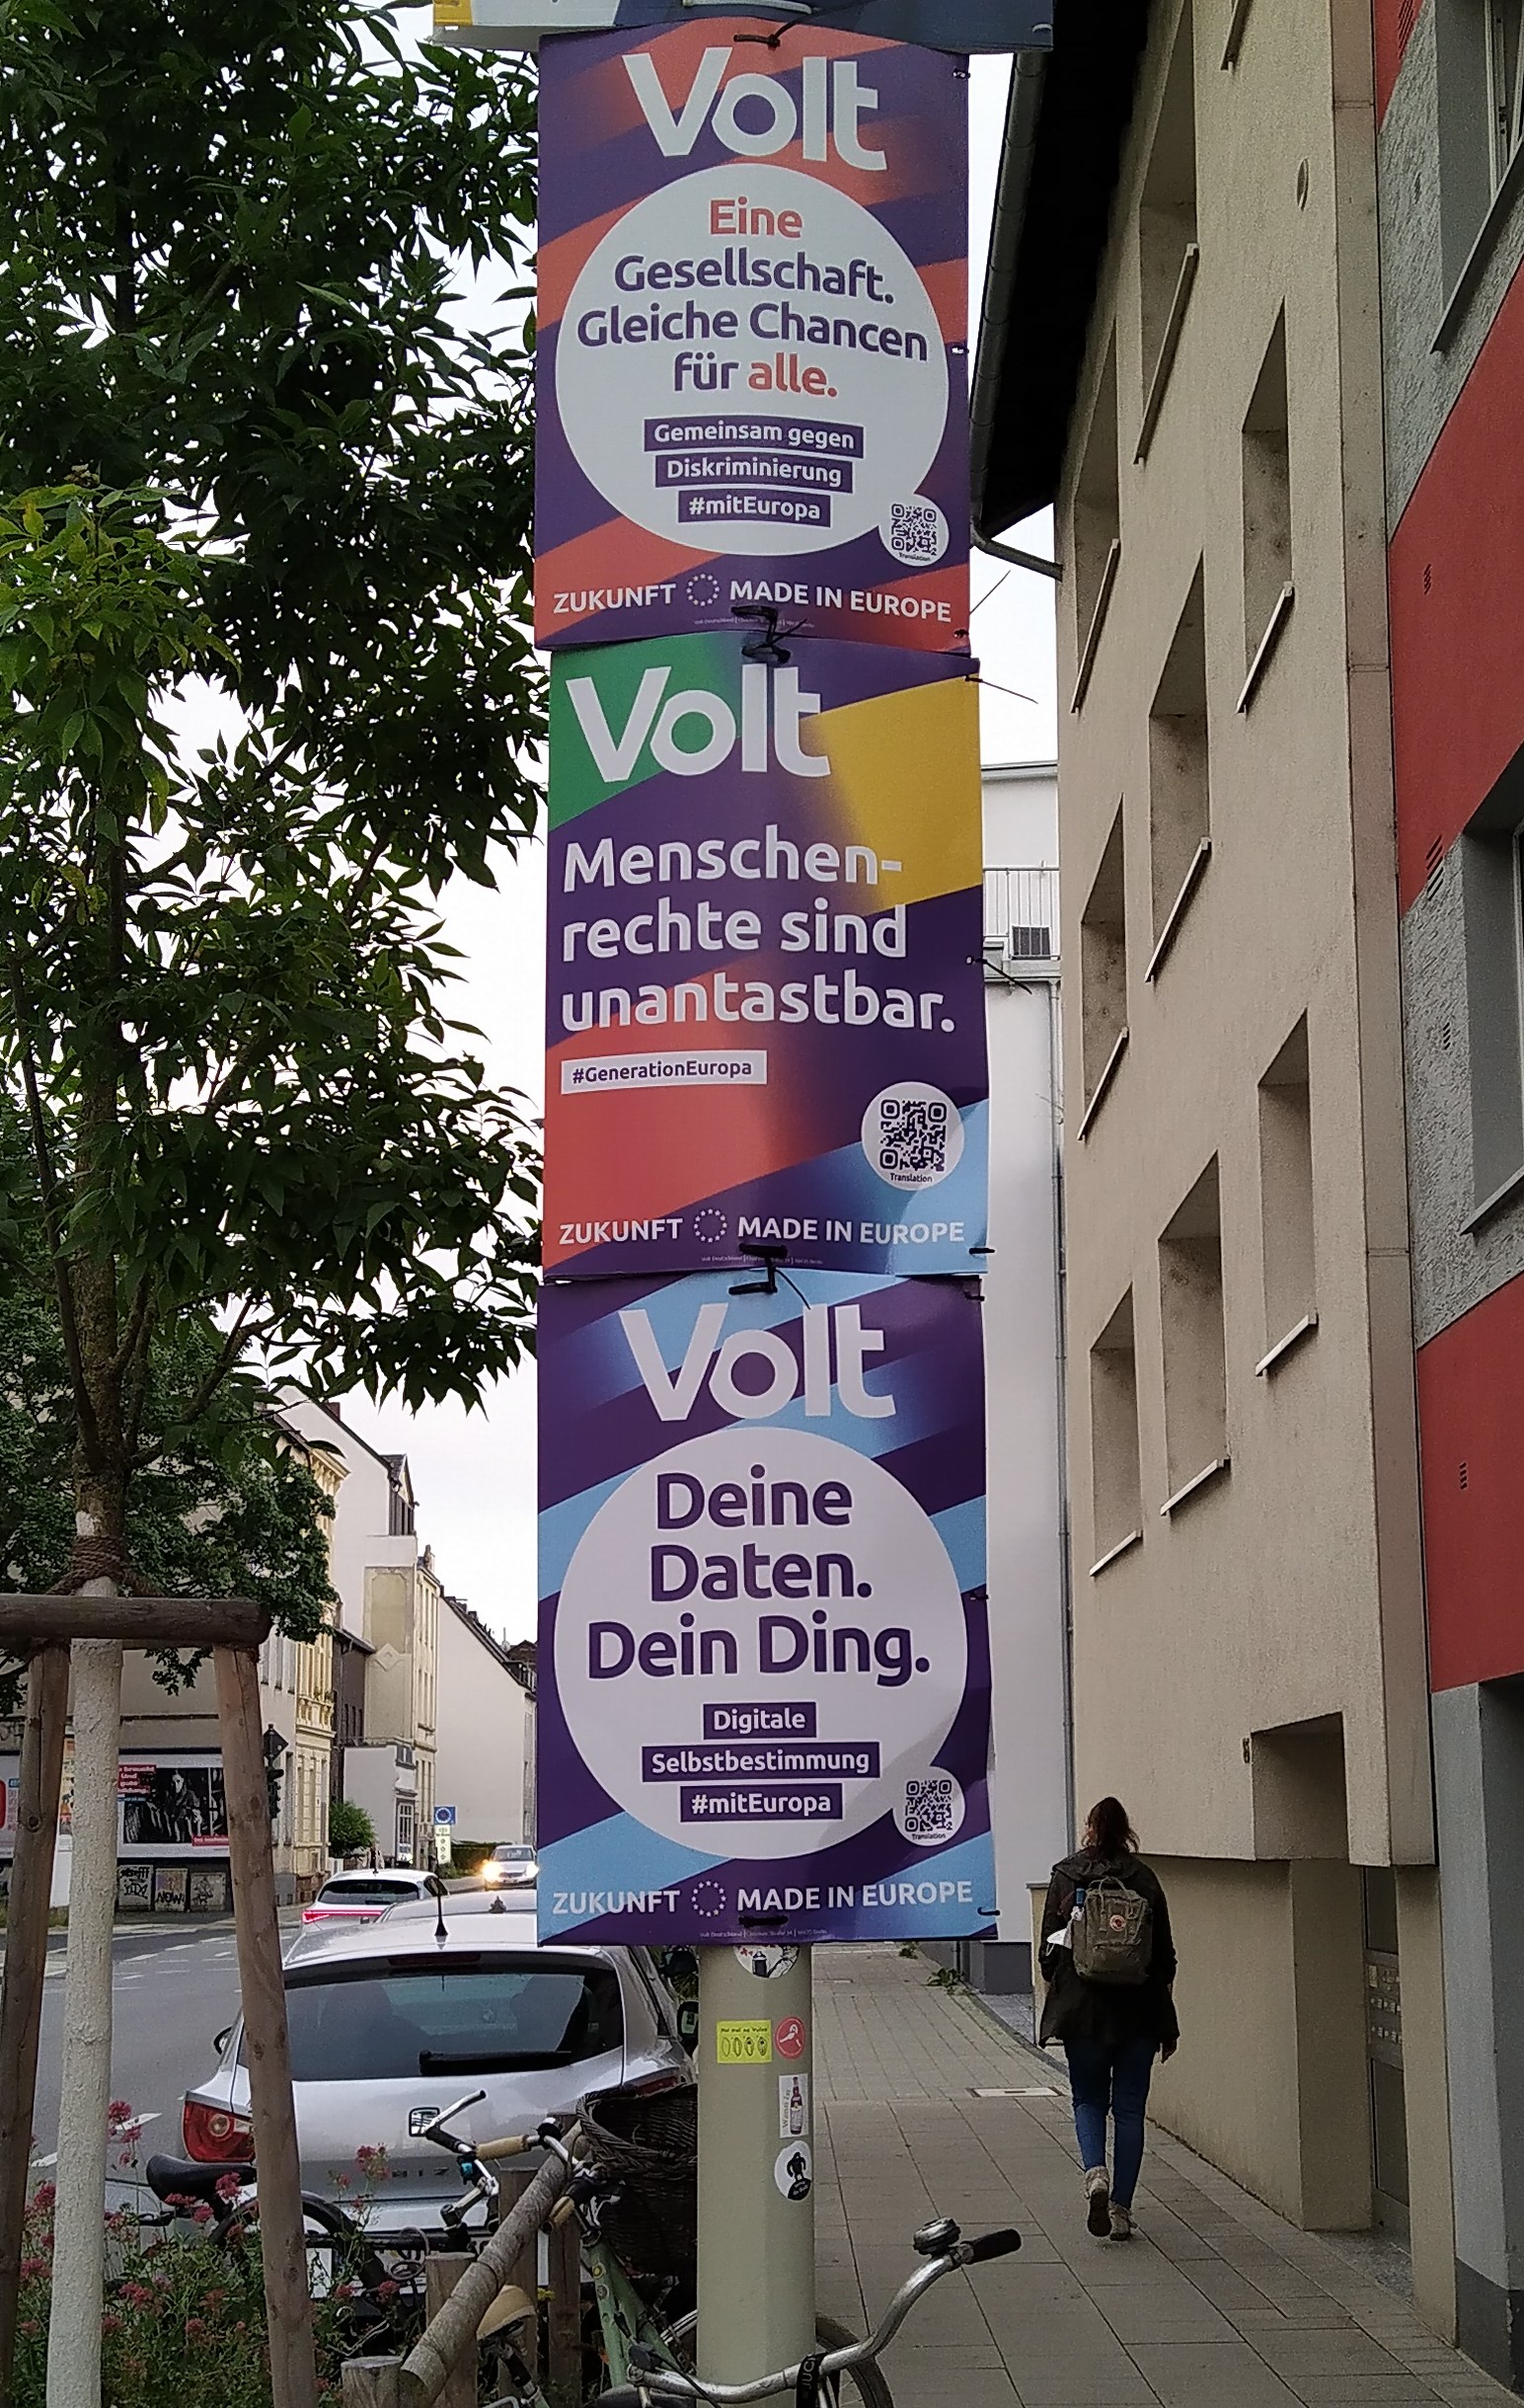 Volt
Eine
Gesellschaft.
Gleiche Chancen
für alle.
Gemeinsam gegen
Diskriminierung
#mitEuropa
Translation
ZUKUNFT MADE IN EUROPE
Volt
Menschen-
rechte sind
unantastbar.
#GenerationEuropa
Translation
ZUKUNFT MADE IN EUROPE
Volt
Deine
Daten.
Dein Ding.
Digitale
Selbstbestimmung
#mitEuropa
Translation
ZUKUNFT MADE IN EUROPE